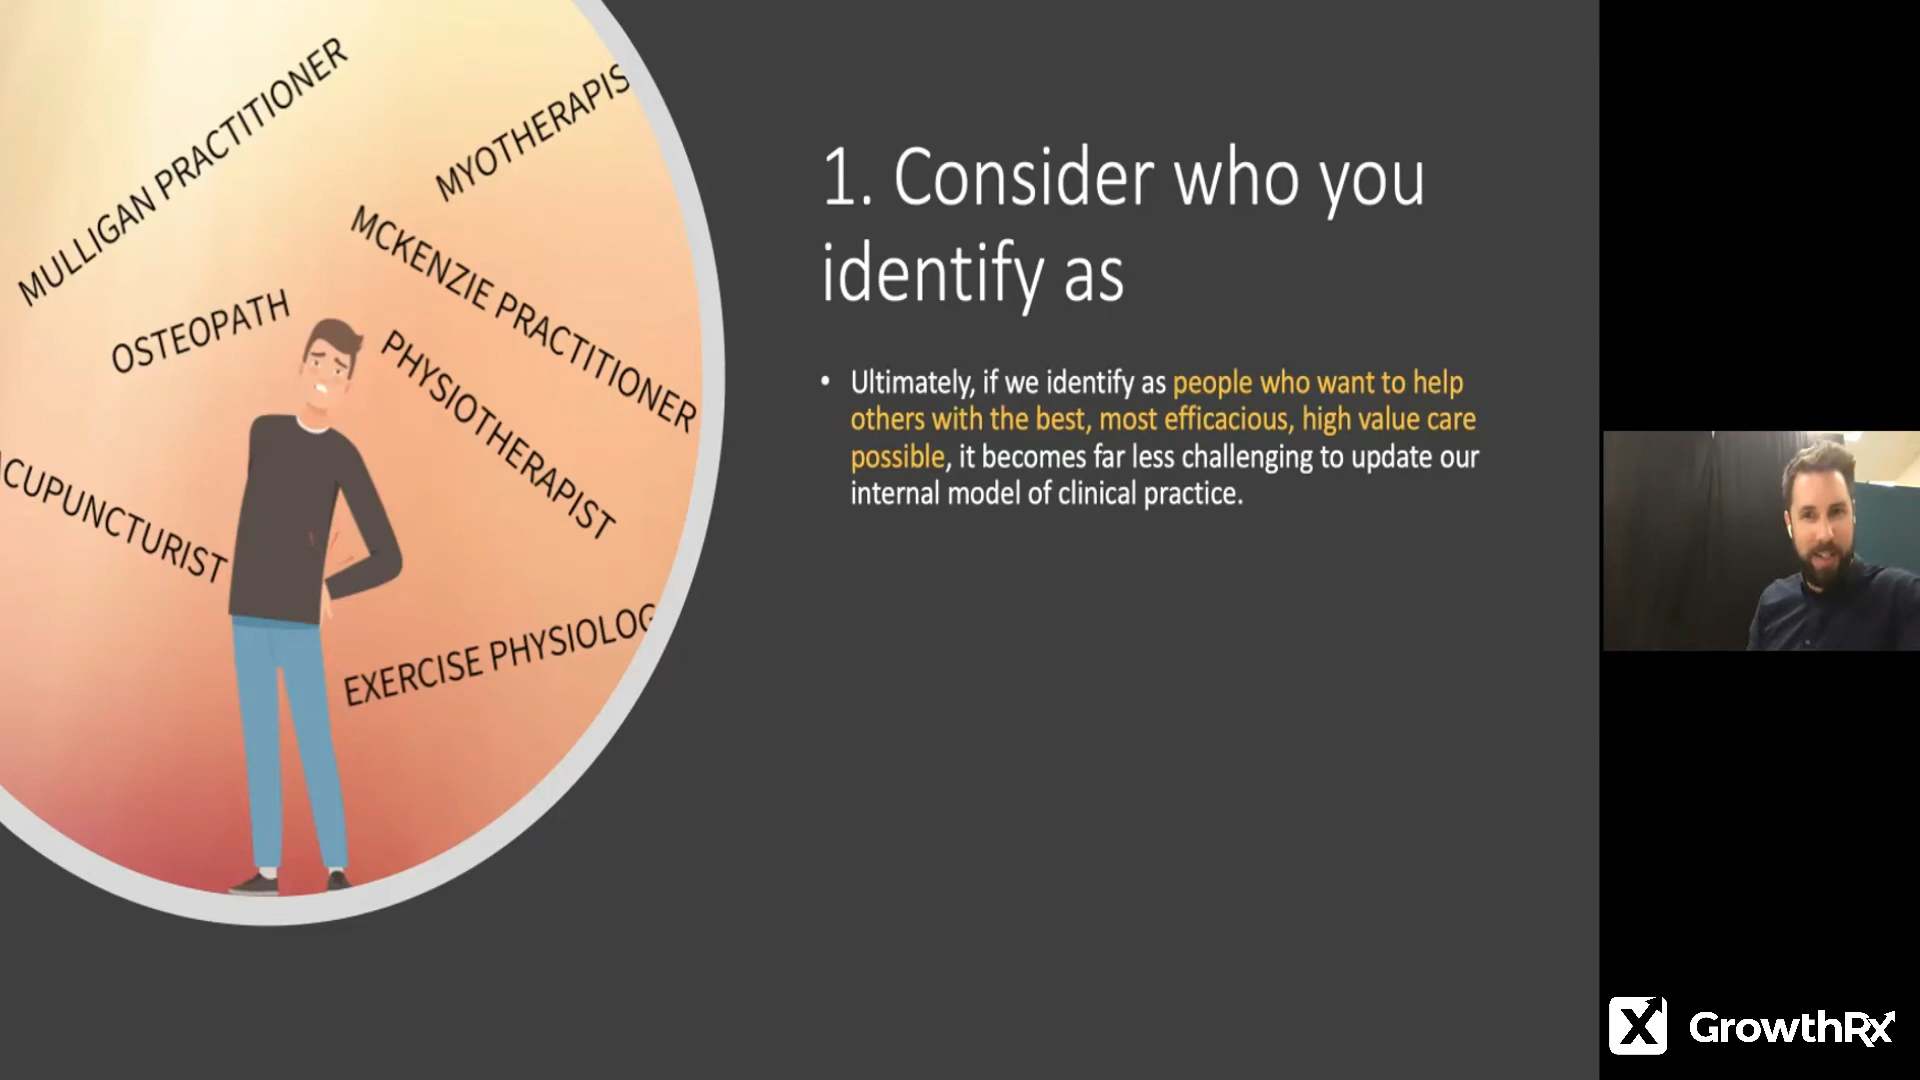 MULLIGAN PRACTITIONER
MYOTHERAPIS
MCKENZIE PRACTITIONER
OSTEOPATH
PHYSIOTHERAPIST
ACUPUNCTURIST
EXERCISE PHYSIOLOG
1. Consider who you
identify as
• Ultimately, if we identify as people who want to help
others with the best, most efficacious, high value care
possible, it becomes far less challenging to update our
internal model of clinical practice.
X GrowthRx